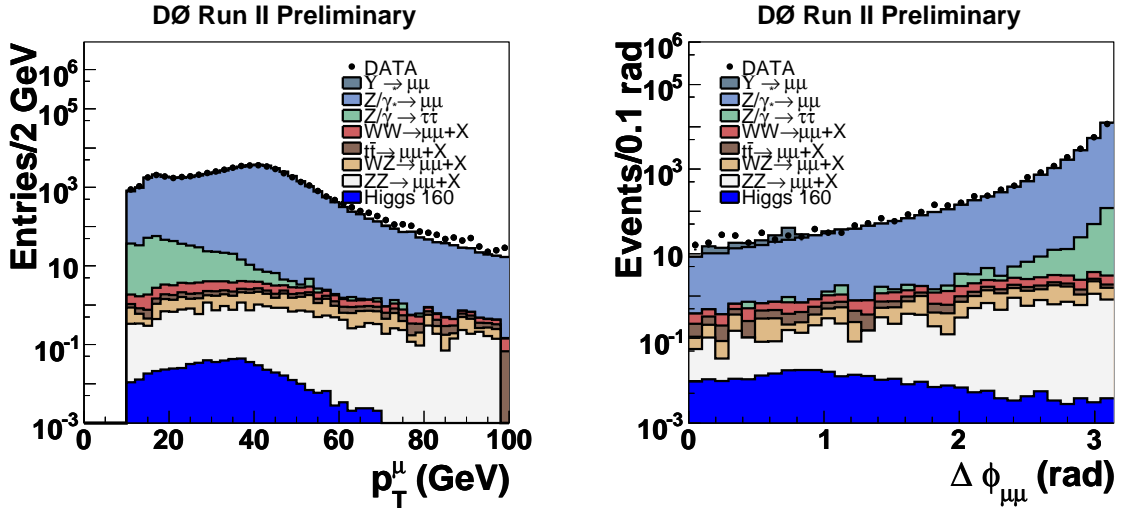 DØ Run II Preliminary
Entries/2 GeV
10^6
10^5
10^3
10
10^-1
10^-3
DATA
Υ → μμ
Z/γ* → μμ
Z/γ → ττ
WW → μμ+X
tt̄ → μμ+X
WZ → μμ+X
ZZ → μμ+X
Higgs 160
0 20 40 60 80 100
p_T^μ (GeV)
DØ Run II Preliminary
Events/0.1 rad
10^6
10^5
10^3
10
10^-1
10^-3
DATA
Υ → μμ
Z/γ* → μμ
Z/γ → ττ
WW → μμ+X
tt̄ → μμ+X
WZ → μμ+X
ZZ → μμ+X
Higgs 160
0 1 2 3
Δ ϕ_μμ (rad)